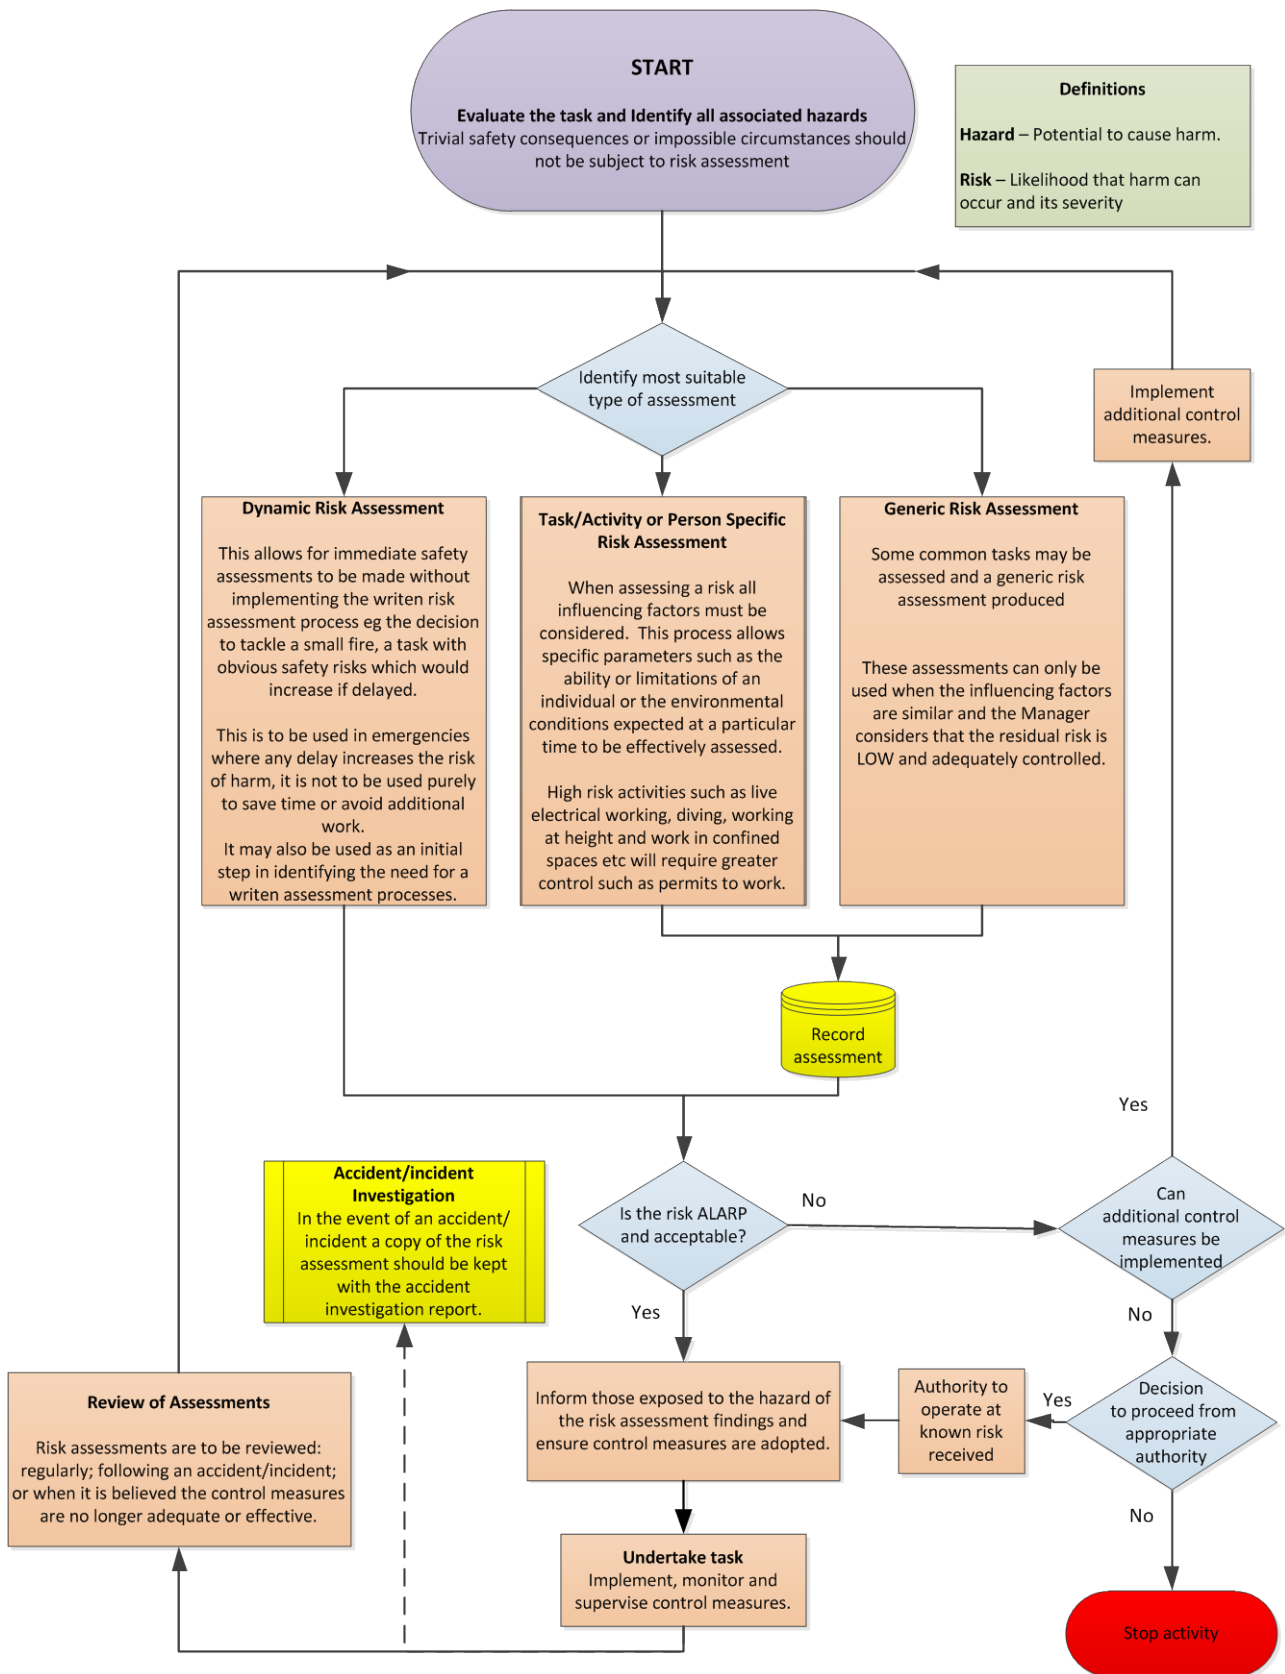 START
Evaluate the task and Identify all associated hazards
Trivial safety consequences or impossible circumstances should
not be subject to risk assessment
Definitions
Hazard – Potential to cause harm.
Risk – Likelihood that harm can
occur and its severity
Identify most suitable
type of assessment
Implement
additional control
measures.
Dynamic Risk Assessment
This allows for immediate safety
assessments to be made without
implementing the writen risk
assessment process eg the decision
to tackle a small fire, a task with
obvious safety risks which would
increase if delayed.
This is to be used in emergencies
where any delay increases the risk
of harm, it is not to be used purely
to save time or avoid additional
work.
It may also be used as an initial
step in identifying the need for a
writen assessment processes.
Task/Activity or Person Specific
Risk Assessment
When assessing a risk all
influencing factors must be
considered. This process allows
specific parameters such as the
ability or limitations of an
individual or the environmental
conditions expected at a particular
time to be effectively assessed.
High risk activities such as live
electrical working, diving, working
at height and work in confined
spaces etc will require greater
control such as permits to work.
Generic Risk Assessment
Some common tasks may be
assessed and a generic risk
assessment produced
These assessments can only be
used when the influencing factors
are similar and the Manager
considers that the residual risk is
LOW and adequately controlled.
Record
assessment
Yes
Accident/incident
Investigation
In the event of an accident/
incident a copy of the risk
assessment should be kept
with the accident
investigation report.
Is the risk ALARP
and acceptable?
No
Can
additional control
measures be
implemented
Yes
No
Review of Assessments
Risk assessments are to be reviewed:
regularly; following an accident/incident;
or when it is believed the control measures
are no longer adequate or effective.
Inform those exposed to the hazard of
the risk assessment findings and
ensure control measures are adopted.
Authority to
operate at
known risk
received
Yes
Decision
to proceed from
appropriate
authority
No
Undertake task
Implement, monitor and
supervise control measures.
Stop activity